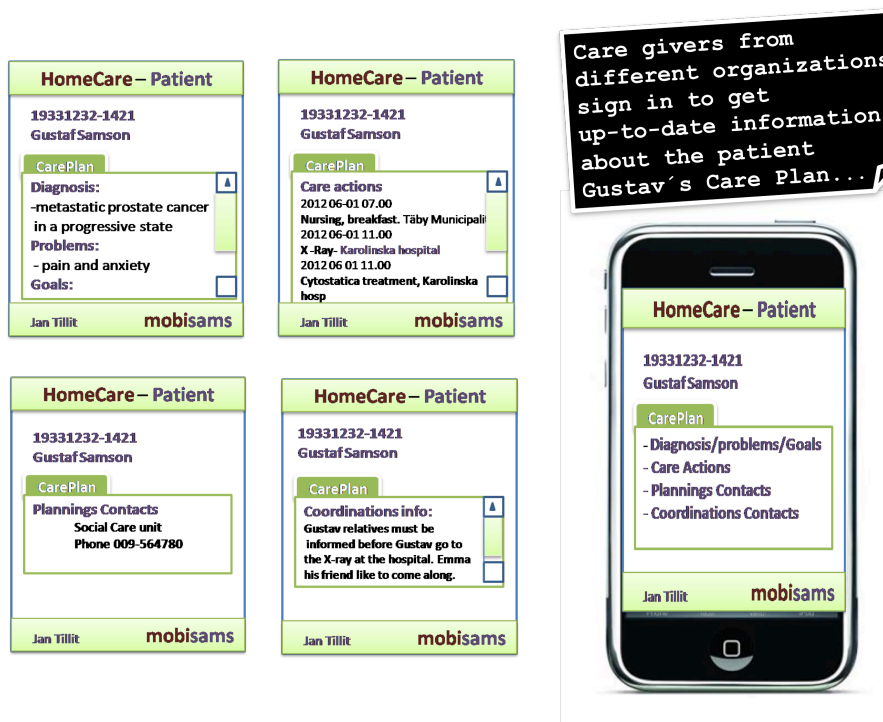 HomeCare – Patient
19331232-1421
Gustaf Samson
CarePlan
Diagnosis:
-metastatic prostate cancer
in a progressive state
Problems:
- pain and anxiety
Goals:
Jan Tillit mobisams
HomeCare – Patient
19331232-1421
Gustaf Samson
CarePlan
Care actions
2012 06-01 07.00
Nursing, breakfast. Täby Municipali
2012 06-01 11.00
X -Ray- Karolinska hospital
2012 06 01 11.00
Cytostatica treatment, Karolinska
hosp
Jan Tillit mobisams
HomeCare – Patient
19331232-1421
Gustaf Samson
CarePlan
Plannings Contacts
Social Care unit
Phone 009-564780
Jan Tillit mobisams
HomeCare – Patient
19331232-1421
Gustaf Samson
CarePlan
Coordinations info:
Gustav relatives must be
informed before Gustav go to
the X-ray at the hospital. Emma
his friend like to come along.
Jan Tillit mobisams
Care givers from
different organizations
sign in to get
up-to-date information
about the patient
Gustav´s Care Plan...
HomeCare – Patient
19331232-1421
Gustaf Samson
CarePlan
- Diagnosis/problems/Goals
- Care Actions
- Plannings Contacts
- Coordinations Contacts
Jan Tillit mobisams